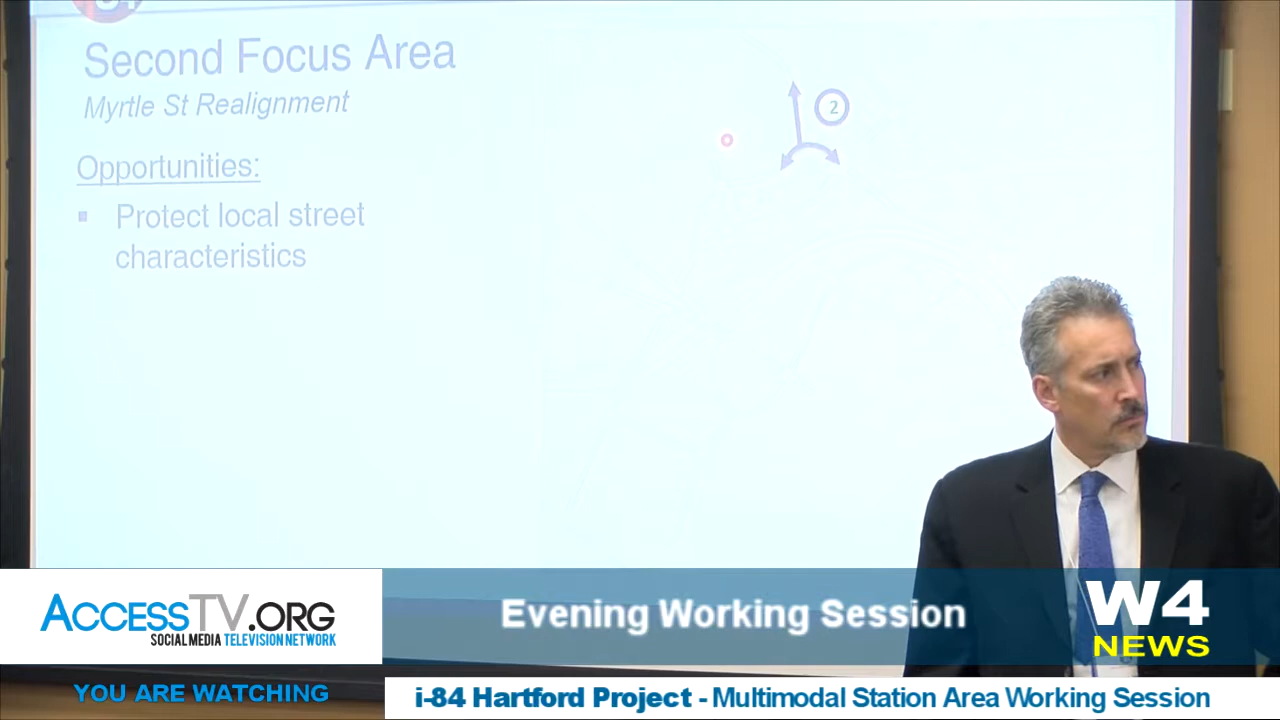 Second Focus Area
Myrtle St Realignment
Opportunities:
Protect local street
characteristics
2
ACCESSTV.ORG
SOCIAL MEDIA TELEVISION NETWORK
Evening Working Session
W4
NEWS
YOU ARE WATCHING
i-84 Hartford Project - Multimodal Station Area Working Session